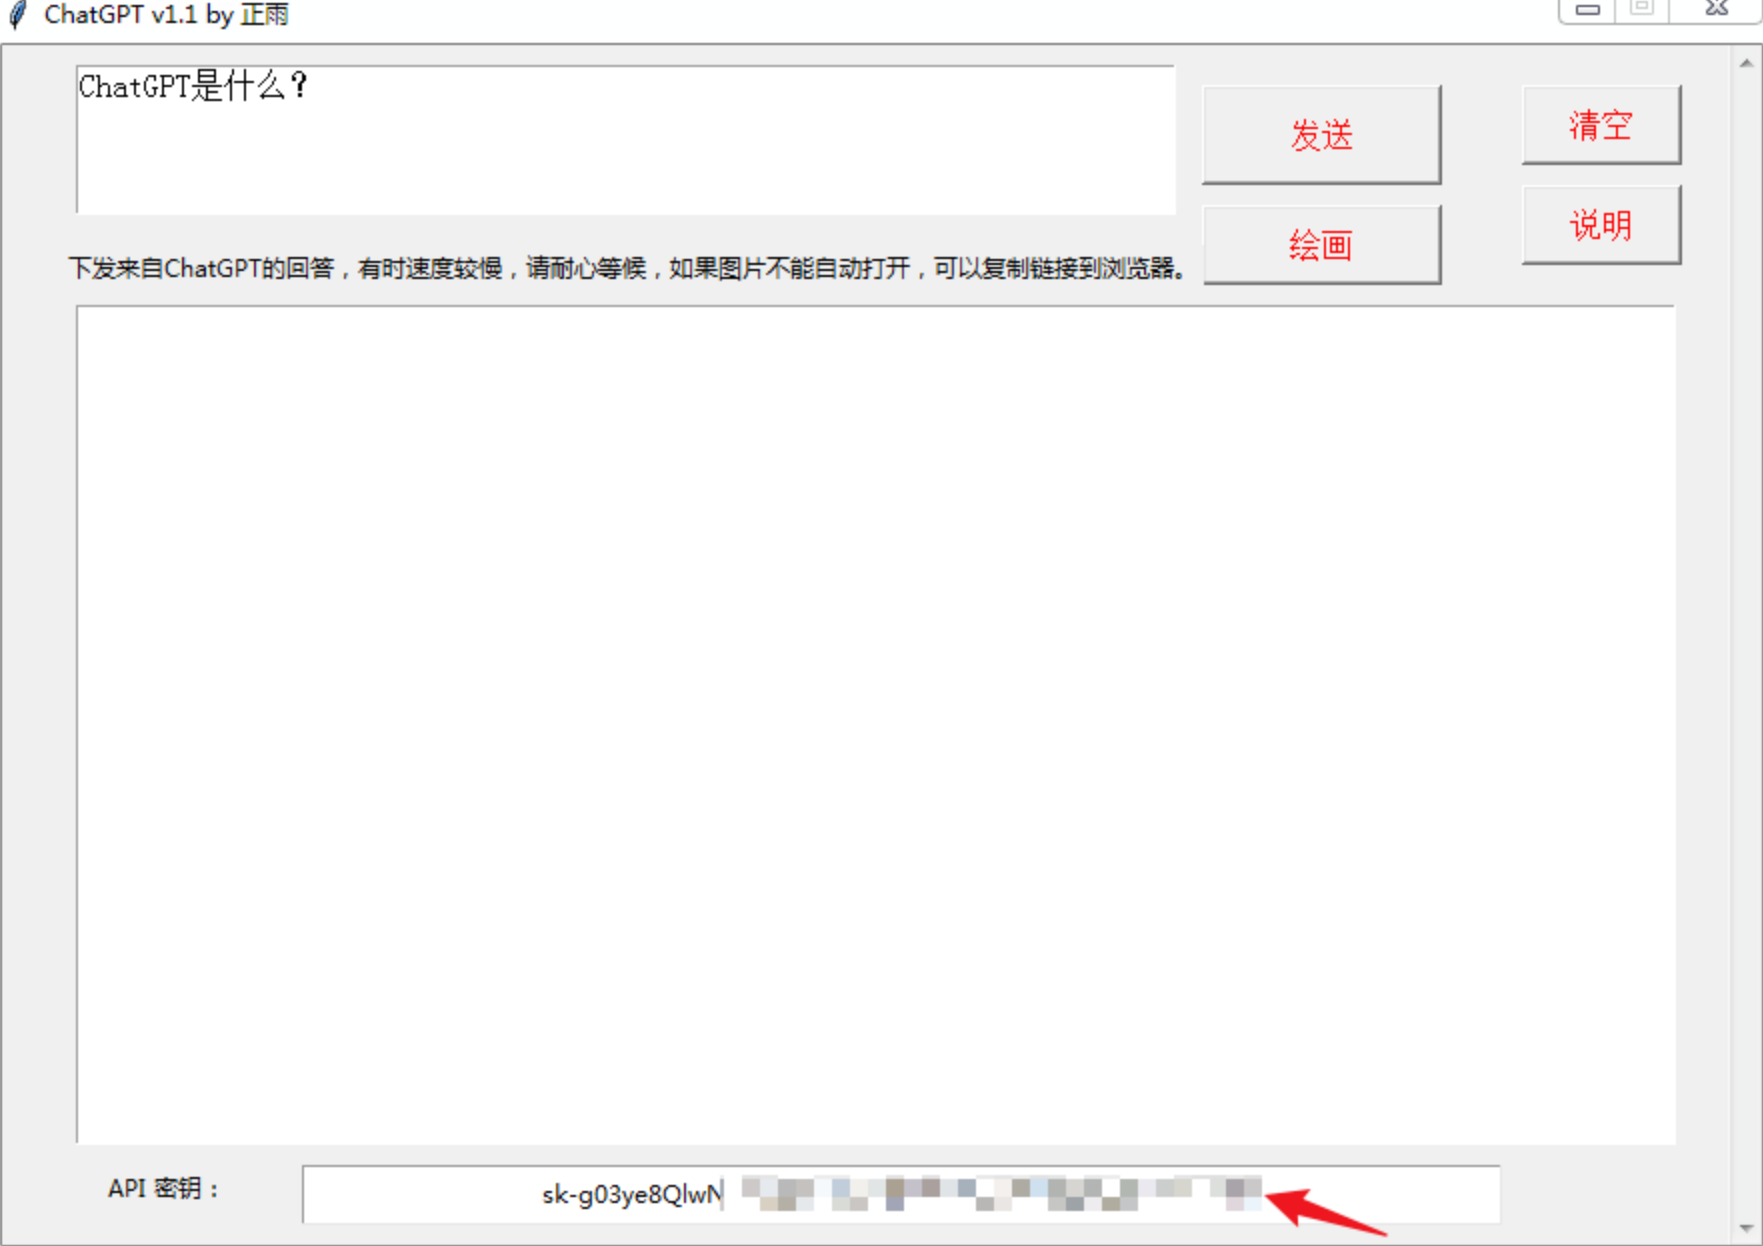 ChatGPT v1.1 by 正雨
ChatGPT是什么？
发送
清空
绘画
说明
下发来自ChatGPT的回答，有时速度较慢，请耐心等候，如果图片不能自动打开，可以复制链接到浏览器。
API 密钥：
sk-g03ye8QlwN